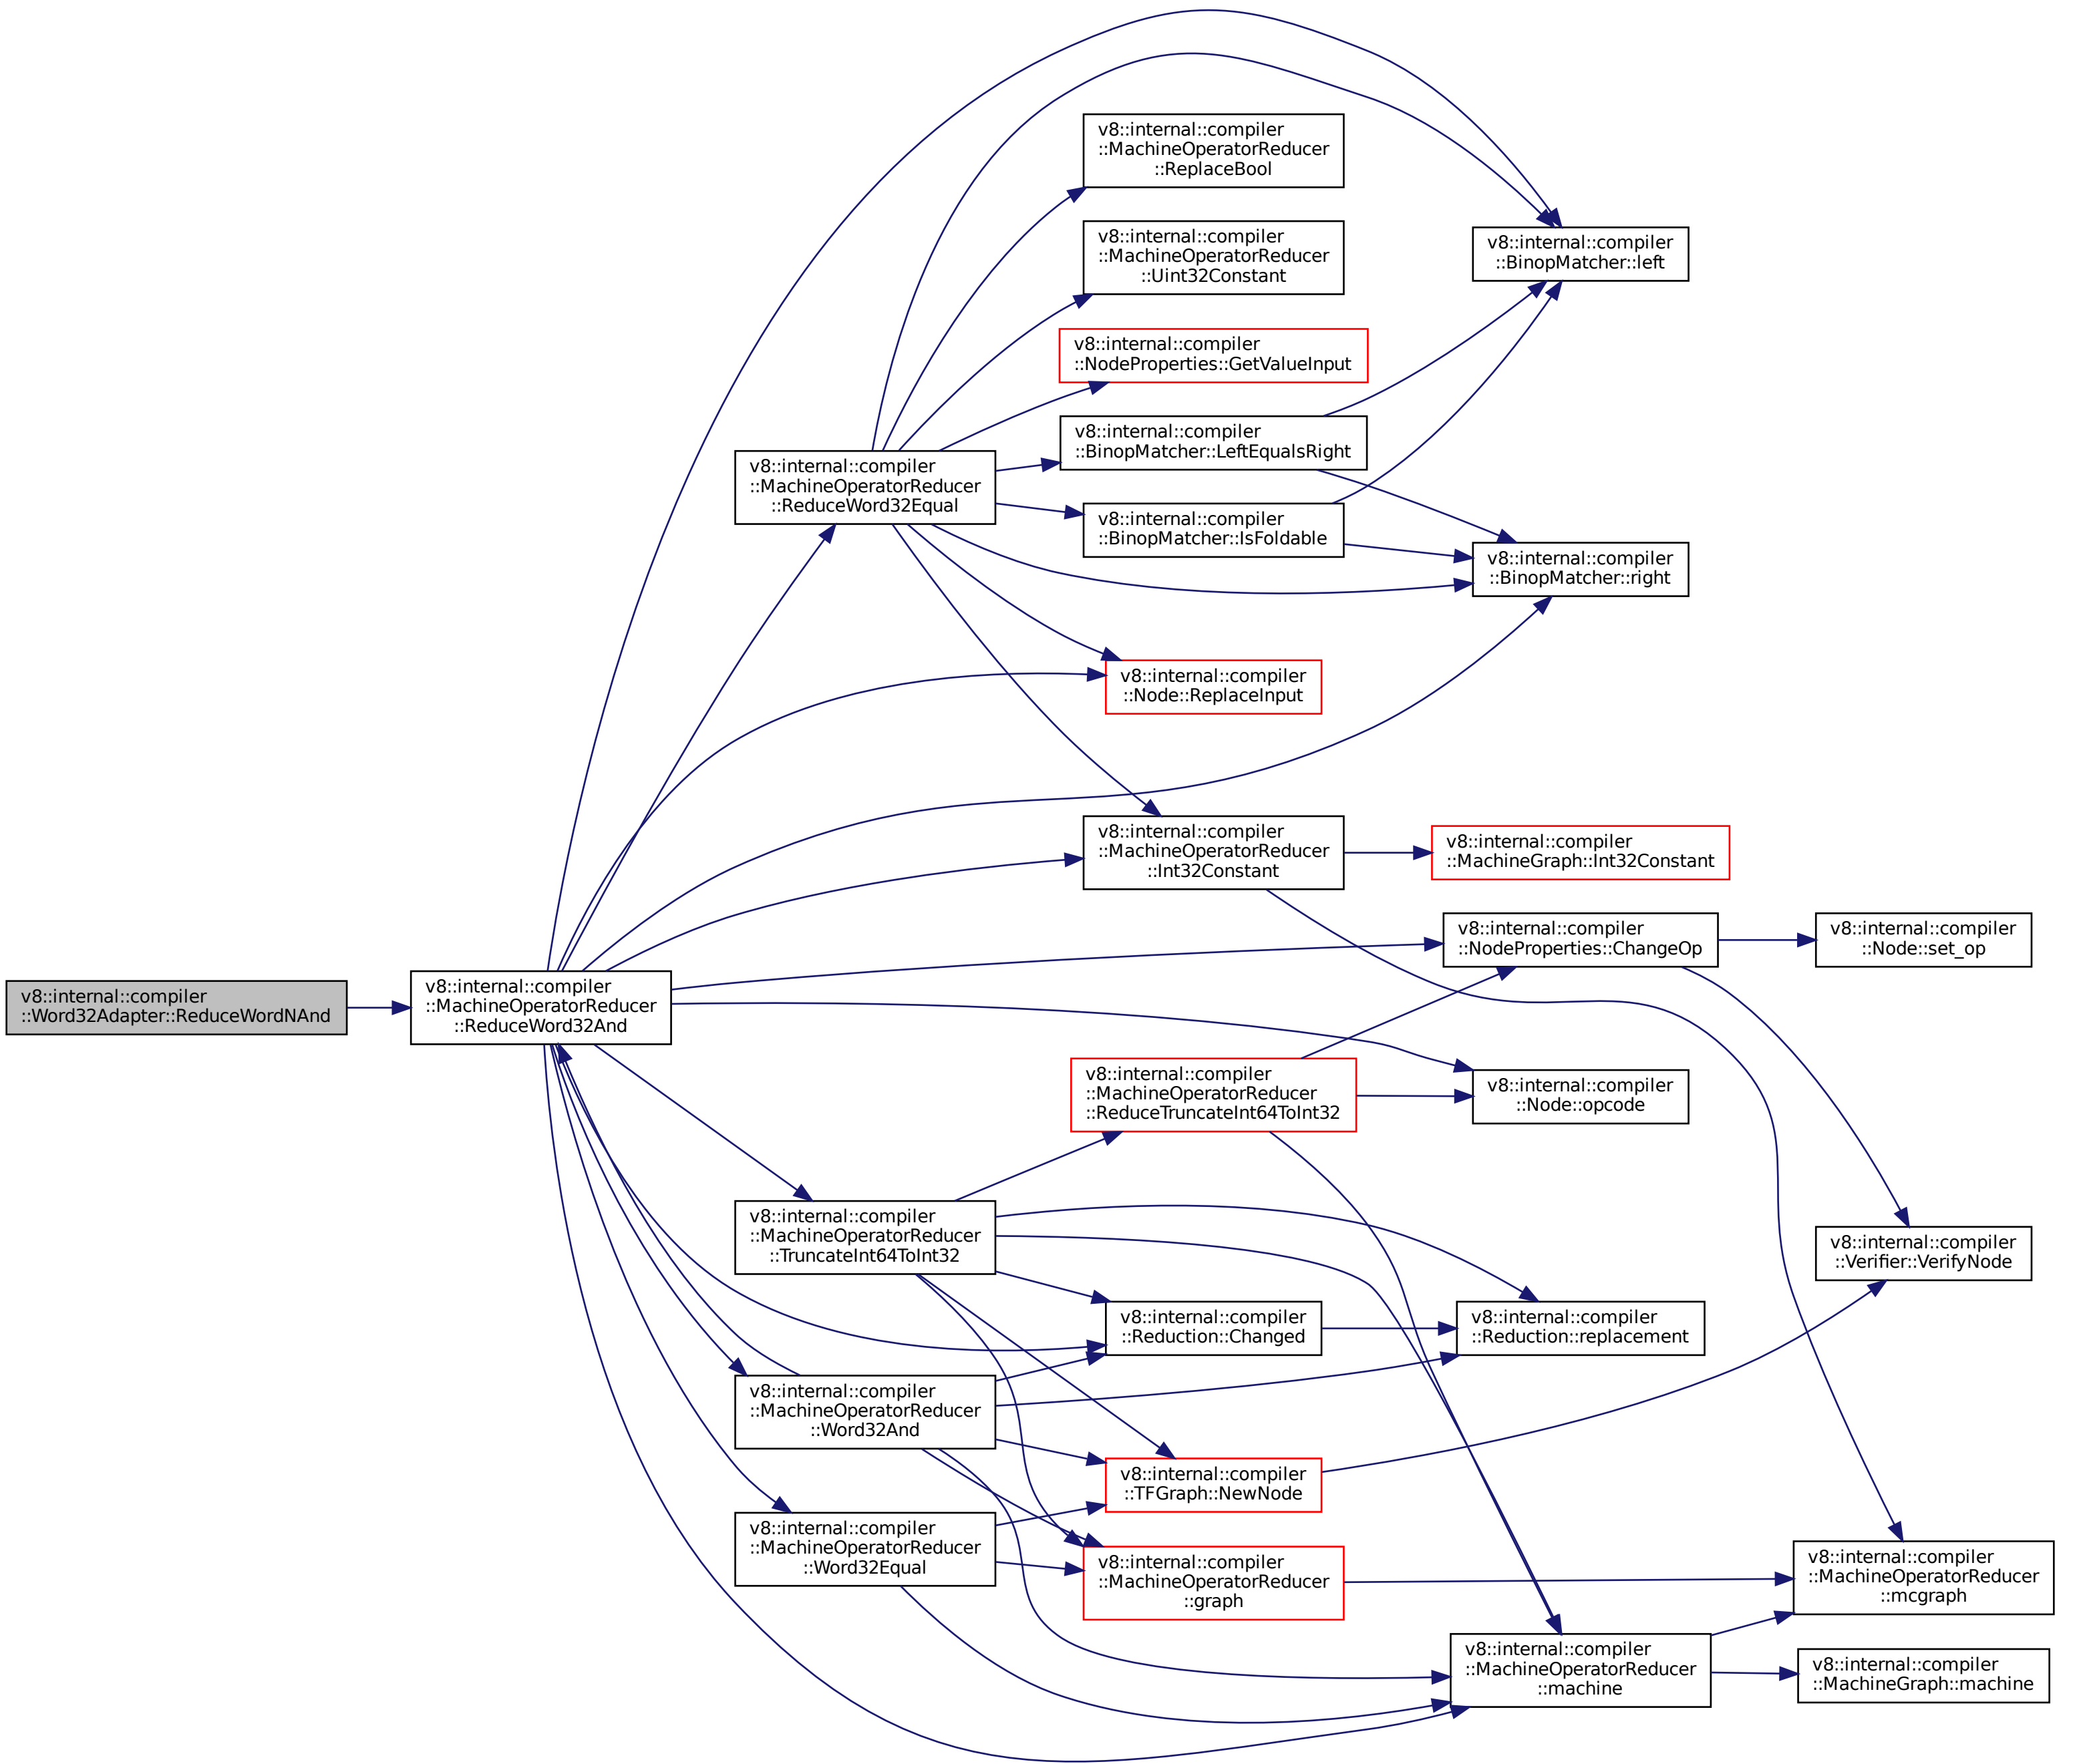 v8::internal::compiler
::Word32Adapter::ReduceWordNAnd
v8::internal::compiler
::MachineOperatorReducer
::ReduceWord32And
v8::internal::compiler
::MachineOperatorReducer
::ReduceWord32Equal
v8::internal::compiler
::MachineOperatorReducer
::TruncateInt64ToInt32
v8::internal::compiler
::MachineOperatorReducer
::Word32And
v8::internal::compiler
::MachineOperatorReducer
::Word32Equal
v8::internal::compiler
::MachineOperatorReducer
::ReplaceBool
v8::internal::compiler
::MachineOperatorReducer
::Uint32Constant
v8::internal::compiler
::NodeProperties::GetValueInput
v8::internal::compiler
::BinopMatcher::LeftEqualsRight
v8::internal::compiler
::BinopMatcher::IsFoldable
v8::internal::compiler
::Node::ReplaceInput
v8::internal::compiler
::MachineOperatorReducer
::Int32Constant
v8::internal::compiler
::MachineOperatorReducer
::ReduceTruncateInt64ToInt32
v8::internal::compiler
::Reduction::Changed
v8::internal::compiler
::TFGraph::NewNode
v8::internal::compiler
::MachineOperatorReducer
::graph
v8::internal::compiler
::BinopMatcher::left
v8::internal::compiler
::BinopMatcher::right
v8::internal::compiler
::MachineGraph::Int32Constant
v8::internal::compiler
::NodeProperties::ChangeOp
v8::internal::compiler
::Node::opcode
v8::internal::compiler
::Reduction::replacement
v8::internal::compiler
::MachineOperatorReducer
::machine
v8::internal::compiler
::Node::set_op
v8::internal::compiler
::Verifier::VerifyNode
v8::internal::compiler
::MachineOperatorReducer
::mcgraph
v8::internal::compiler
::MachineGraph::machine